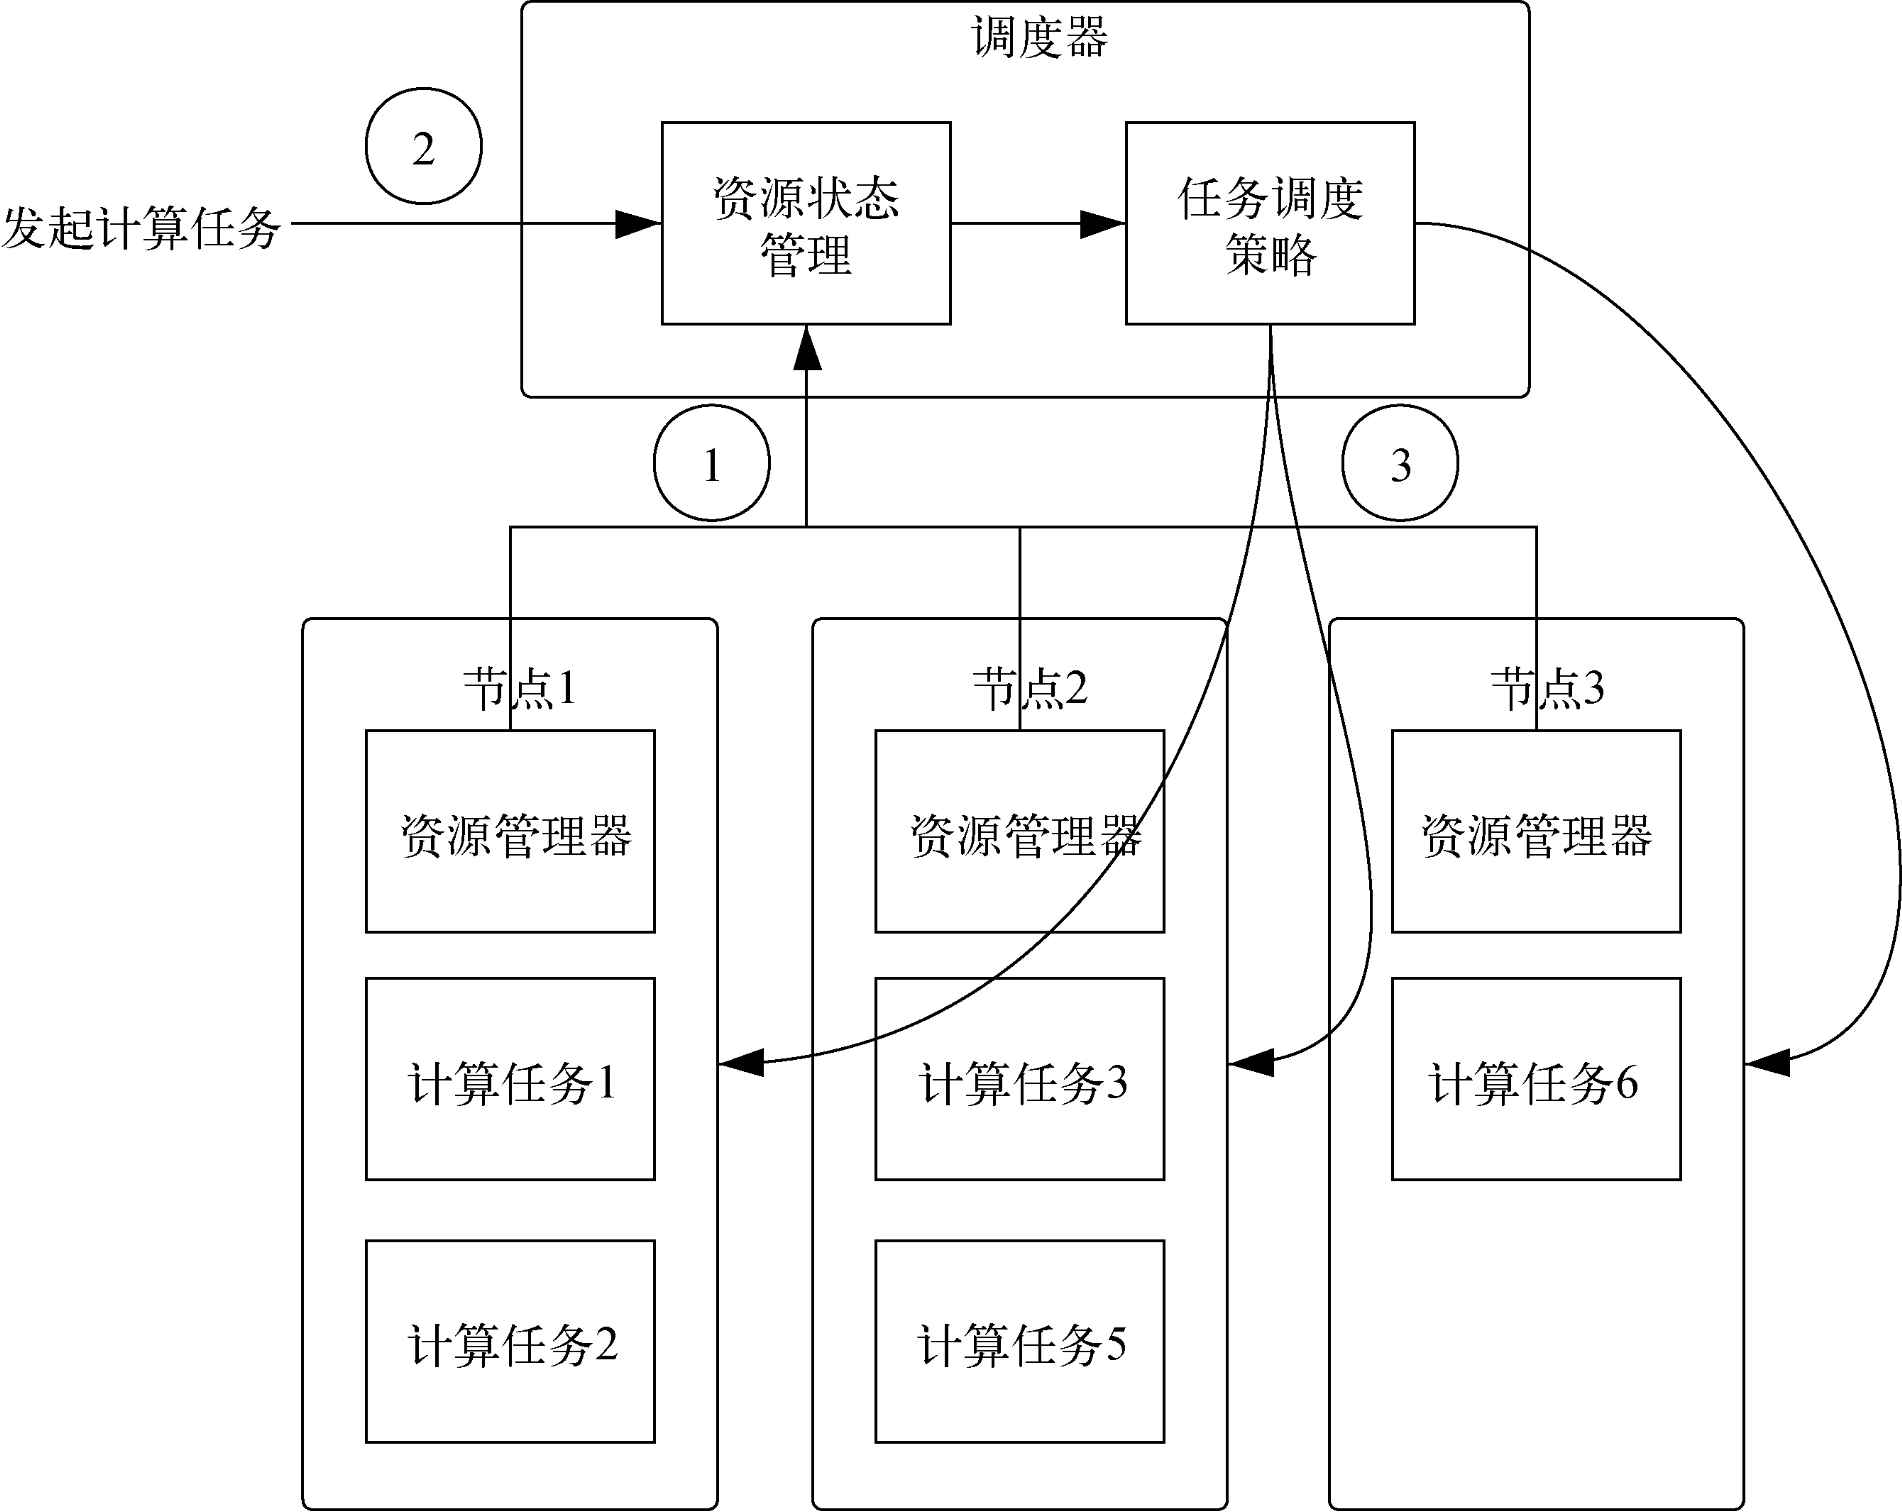 调度器
2
发起计算任务
资源状态
管理
任务调度
策略
1
3
节点1
节点2
节点3
资源管理器
资源管理器
资源管理器
计算任务1
计算任务3
计算任务6
计算任务2
计算任务5